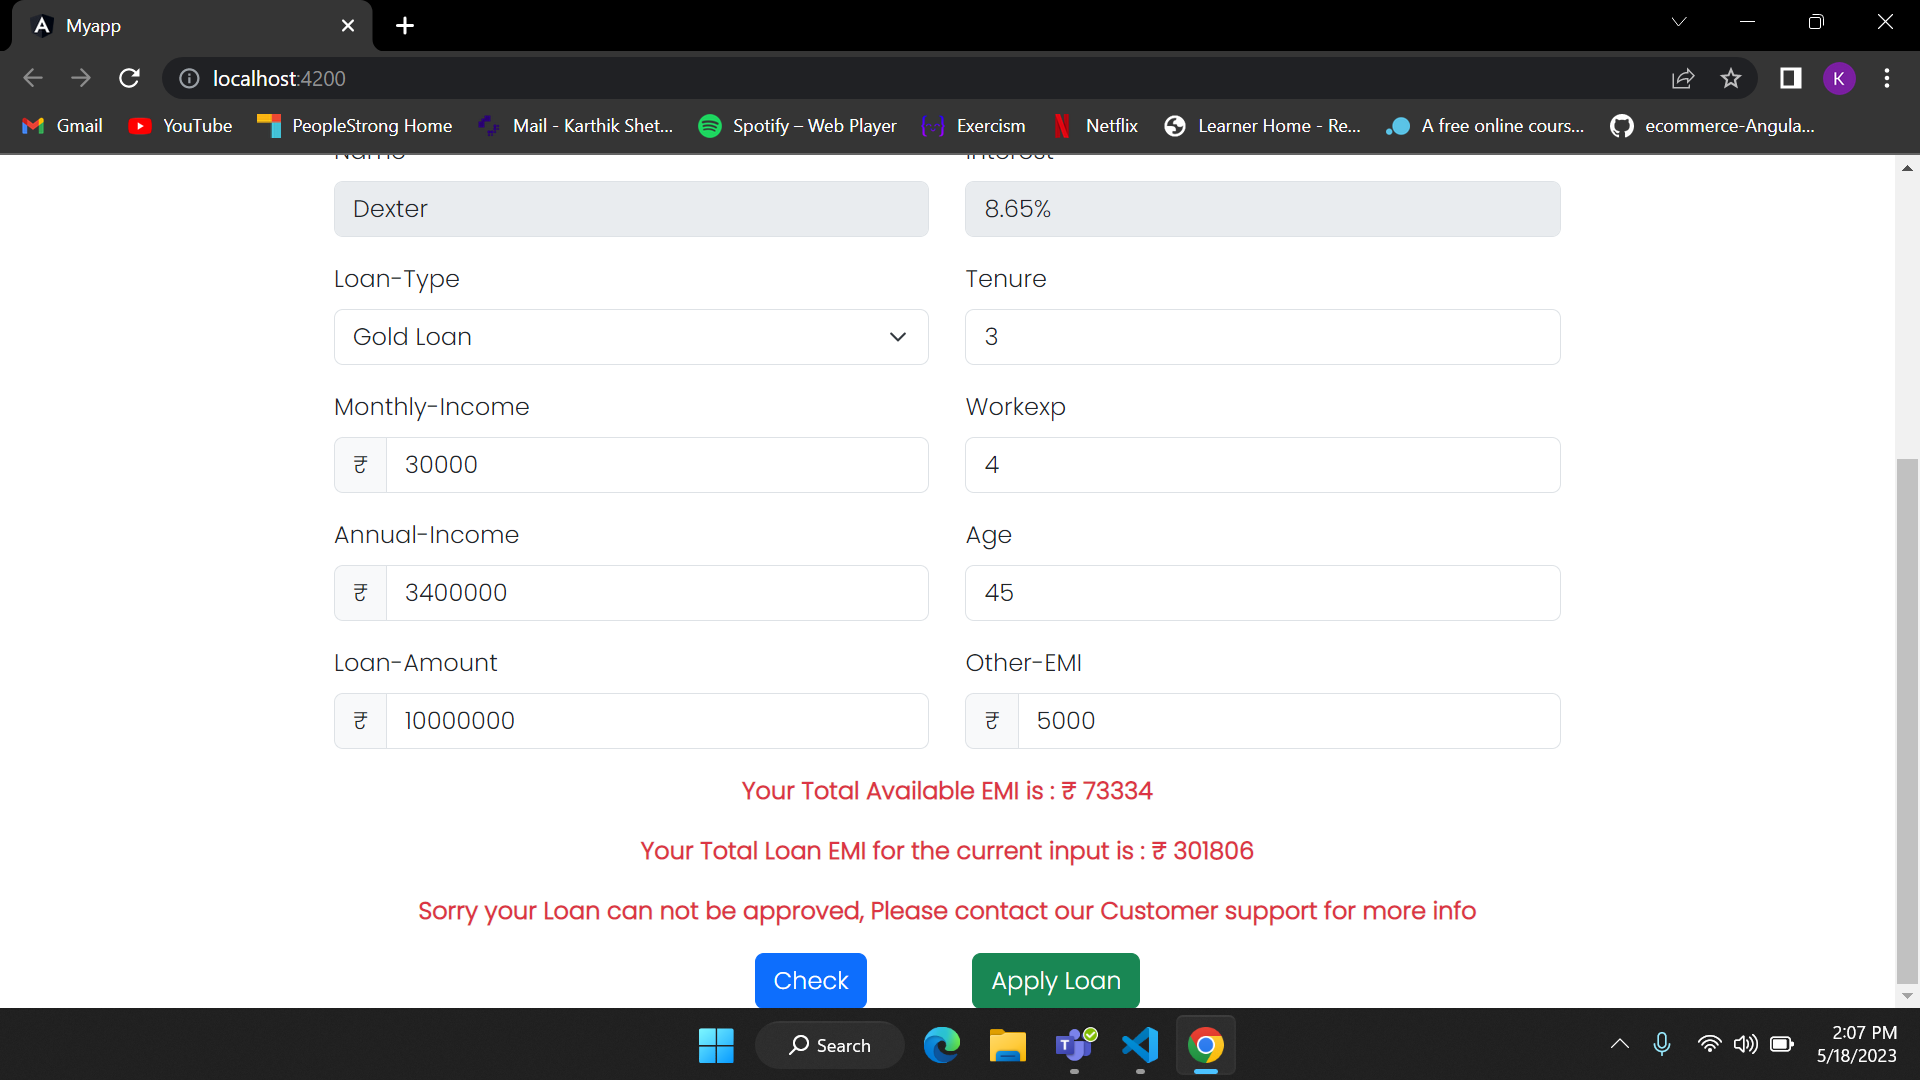 Myapp
localhost:4200
K
Gmail YouTube PeopleStrong Home Mail - Karthik Shet... Spotify – Web Player Exercism Netflix Learner Home - Re... A free online cours... ecommerce-Angula...
Name Interest
Dexter 8.65%
Loan-Type Tenure
Gold Loan 3
Monthly-Income Workexp
₹ 30000 4
Annual-Income Age
₹ 3400000 45
Loan-Amount Other-EMI
₹ 10000000 ₹ 5000
Your Total Available EMI is : ₹ 73334
Your Total Loan EMI for the current input is : ₹ 301806
Sorry your Loan can not be approved, Please contact our Customer support for more info
Check Apply Loan
Search
2:07 PM
5/18/2023